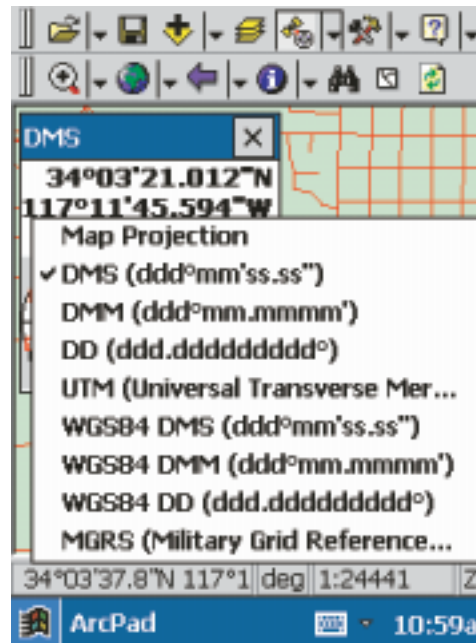 DMS
34°03'21.012"N
117°11'45.594"W
Map Projection
DMS (ddd°mm'ss.ss")
DMM (ddd°mm.mmmm')
DD (ddd.ddddddddd°)
UTM (Universal Transverse Mer...
WGS84 DMS (ddd°mm'ss.ss")
WGS84 DMM (ddd°mm.mmmm')
WGS84 DD (ddd.ddddddddd°)
MGRS (Military Grid Reference...
34°03'37.8"N 117°1 deg 1:24441 Z
ArcPad 10:59a